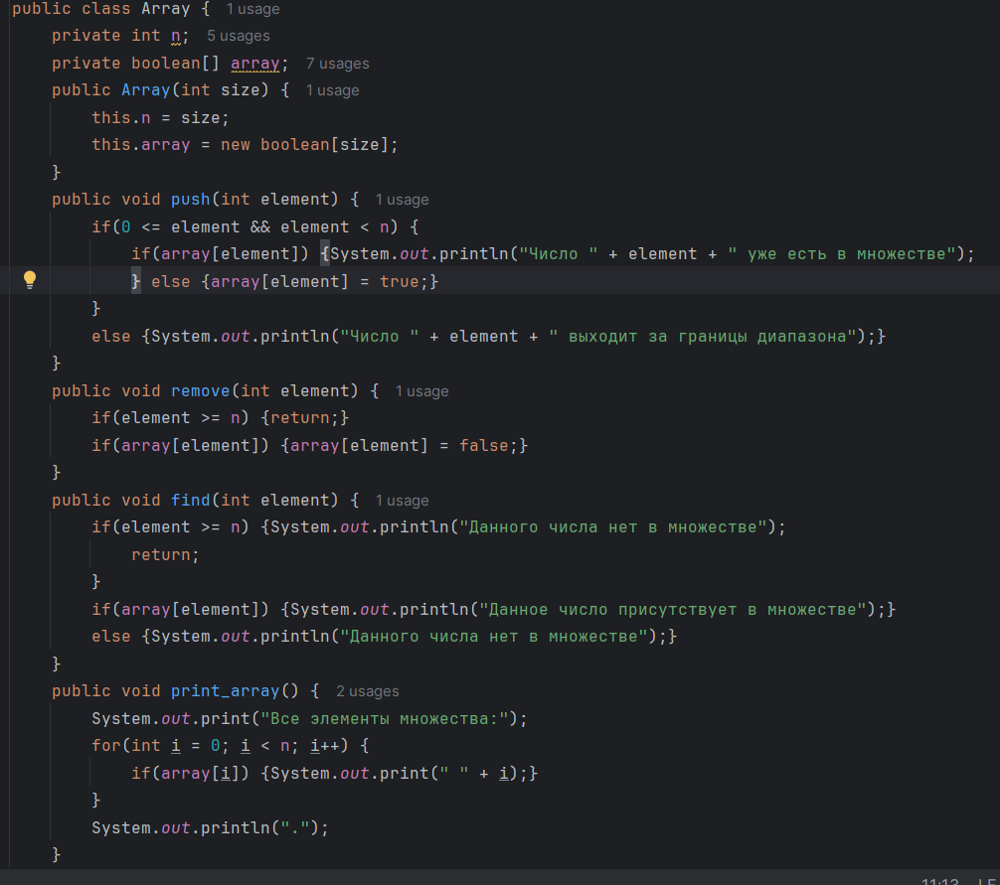 public class Array {  1 usage
    private int n;  5 usages
    private boolean[] array;  7 usages
    public Array(int size) {  1 usage
        this.n = size;
        this.array = new boolean[size];
    }
    public void push(int element) {  1 usage
        if(0 <= element && element < n) {
            if(array[element]) {System.out.println("Число " + element + " уже есть в множестве");
            } else {array[element] = true;}
        }
        else {System.out.println("Число " + element + " выходит за границы диапазона");}
    }
    public void remove(int element) {  1 usage
        if(element >= n) {return;}
        if(array[element]) {array[element] = false;}
    }
    public void find(int element) {  1 usage
        if(element >= n) {System.out.println("Данного числа нет в множестве");
            return;
        }
        if(array[element]) {System.out.println("Данное число присутствует в множестве");}
        else {System.out.println("Данного числа нет в множестве");}
    }
    public void print_array() {  2 usages
        System.out.print("Все элементы множества:");
        for(int i = 0; i < n; i++) {
            if(array[i]) {System.out.print(" " + i);}
        }
        System.out.println(".");
    }